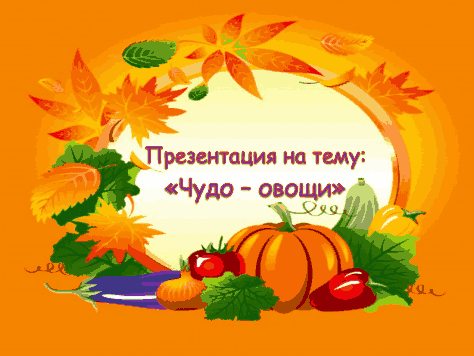 Презентация на тему:
«Чудо – овощи»